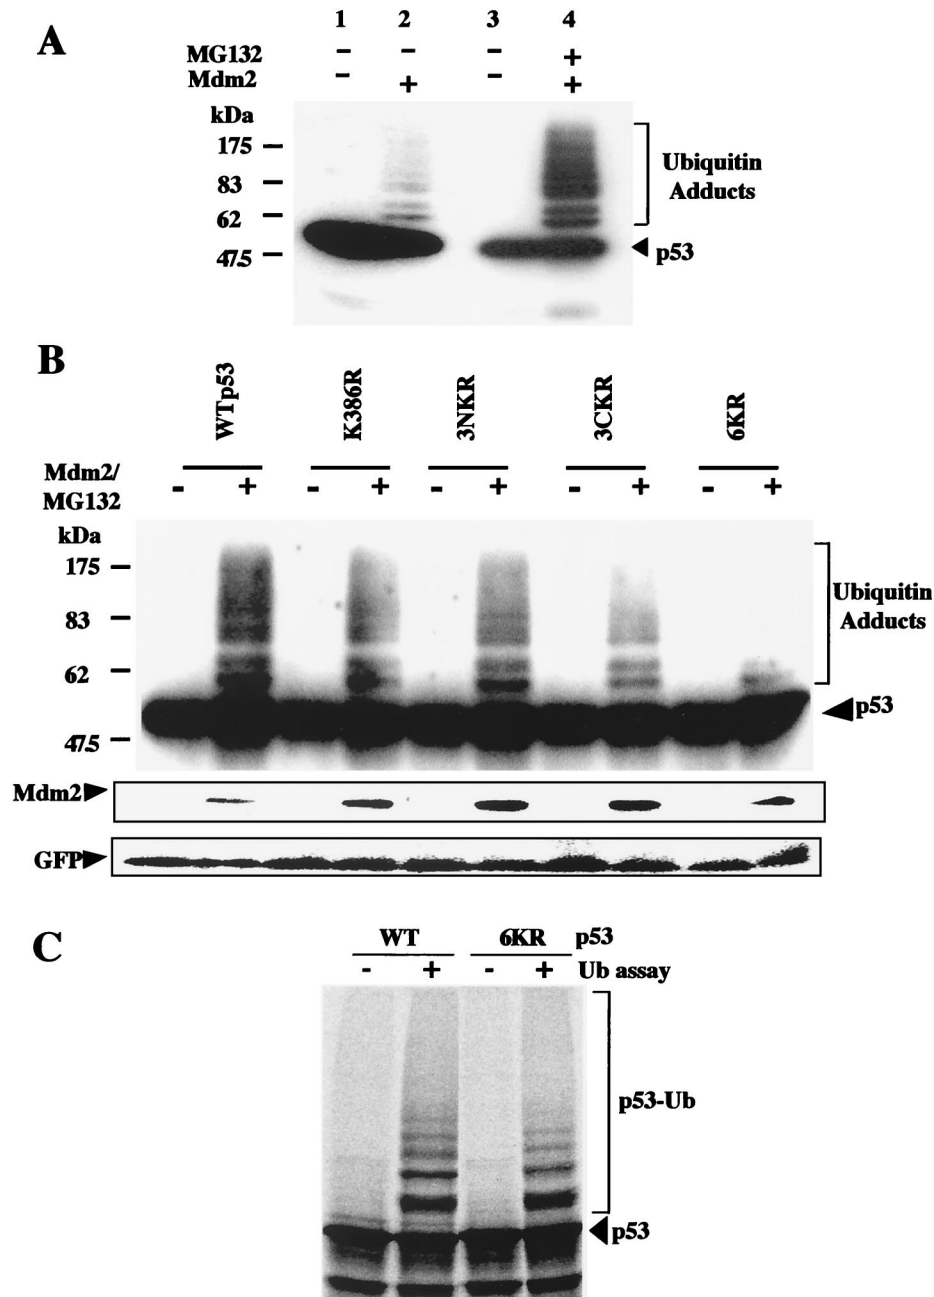 A
1 2 3 4
MG132 - - - +
Mdm2 - + - +
kDa
175
83
62
47.5
Ubiquitin
Adducts
p53
B
WTp53 K386R 3NKR 3CKR 6KR
Mdm2/
MG132 - + - + - + - + - +
kDa
175
83
62
47.5
Ubiquitin
Adducts
p53
Mdm2
GFP
C
WT 6KR p53
- + - + Ub assay
p53-Ub
p53